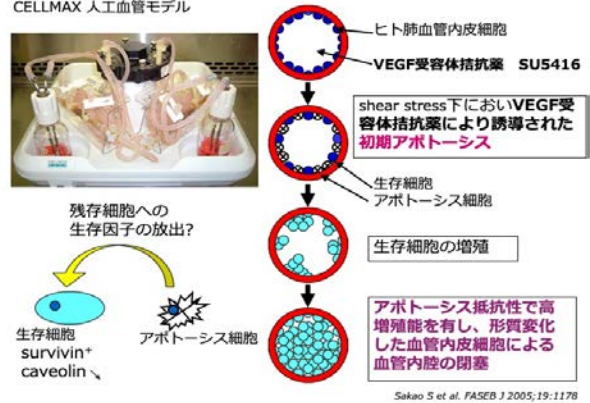 CELLMAX 人工血管モデル
ヒト肺血管内皮細胞
VEGF受容体拮抗薬 SU5416
shear stress下においてVEGF受
容体拮抗薬により誘導された
初期アポトーシス
生存細胞
アポトーシス細胞
残存細胞への
生存因子の放出?
生存細胞の増殖
生存細胞
survivin+
caveolin ↘
アポトーシス細胞
アポトーシス抵抗性で高
増殖能を有し、形質変化
した血管内皮細胞による
血管内腔の閉塞
Sakao S et al. FASEB J 2005;19:1178